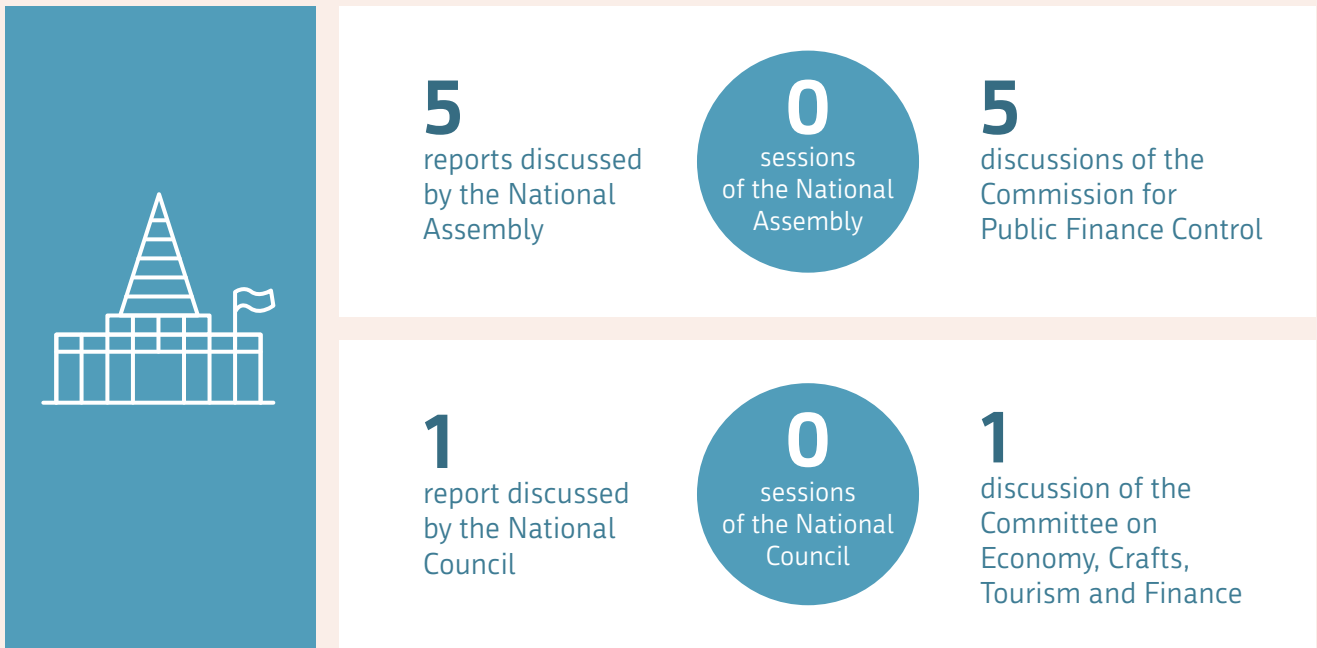 5
reports discussed
by the National
Assembly
0
sessions
of the National
Assembly
5
discussions of the
Commission for
Public Finance Control
1
report discussed
by the National
Council
0
sessions
of the National
Council
1
discussion of the
Committee on
Economy, Crafts,
Tourism and Finance